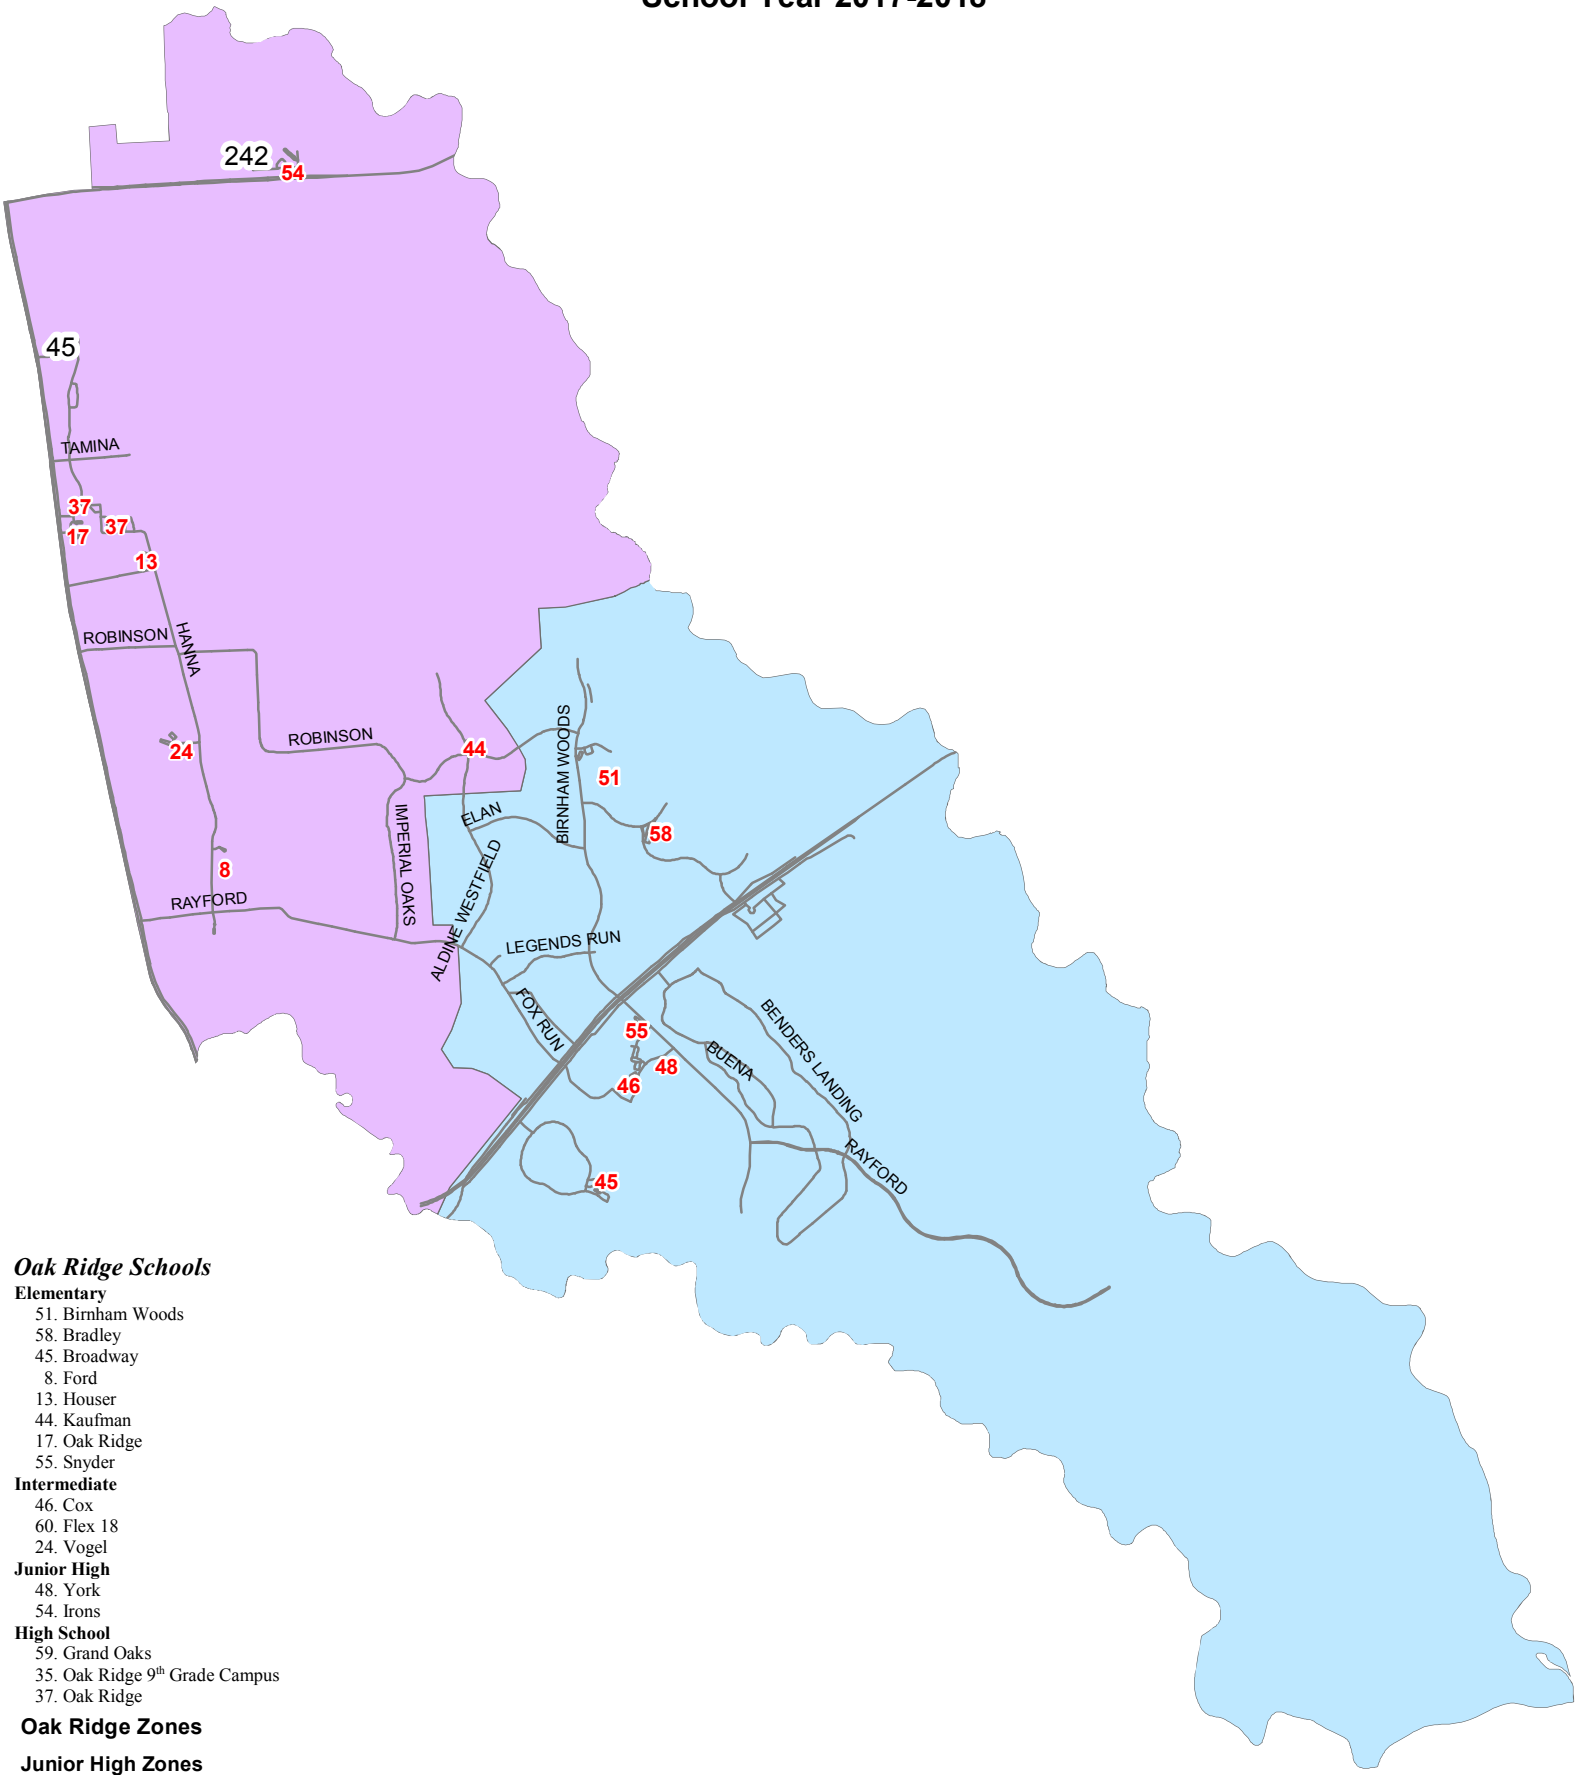 School Year 2017-2018
242
54
45
TAMINA
37
37
17
13
ROBINSON
HANNA
24
ROBINSON
44
BIRNHAM WOODS
51
ELAN
58
IMPERIAL OAKS
8
RAYFORD
ALDINE WESTFIELD
LEGENDS RUN
FOX RUN
55
BENDERS LANDING
48
BUENA
46
RAYFORD
45
Oak Ridge Schools
Elementary
51. Birnham Woods
58. Bradley
45. Broadway
8. Ford
13. Houser
44. Kaufman
17. Oak Ridge
55. Snyder
Intermediate
46. Cox
60. Flex 18
24. Vogel
Junior High
48. York
54. Irons
High School
59. Grand Oaks
35. Oak Ridge 9th Grade Campus
37. Oak Ridge
Oak Ridge Zones
Junior High Zones